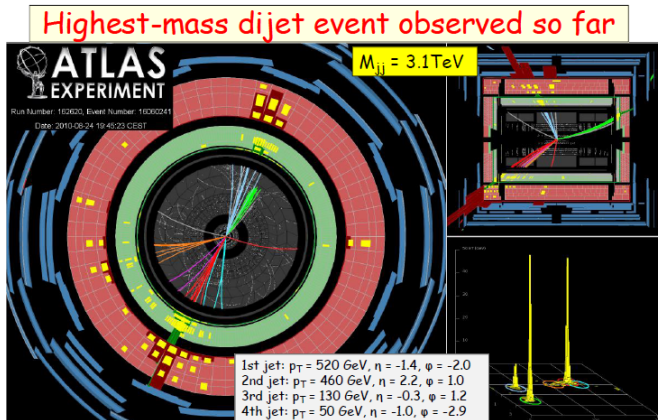 Highest-mass dijet event observed so far
ATLAS
EXPERIMENT
Run Number: 162620, Event Number: 16060241
Date: 2010-08-24 19:45:23 CEST
Mjj = 3.1TeV
1st jet: pT = 520 GeV, η = -1.4, φ = -2.0
2nd jet: pT = 460 GeV, η = 2.2, φ = 1.0
3rd jet: pT = 130 GeV, η = -0.3, φ = 1.2
4th jet: pT = 50 GeV, η = -1.0, φ = -2.9